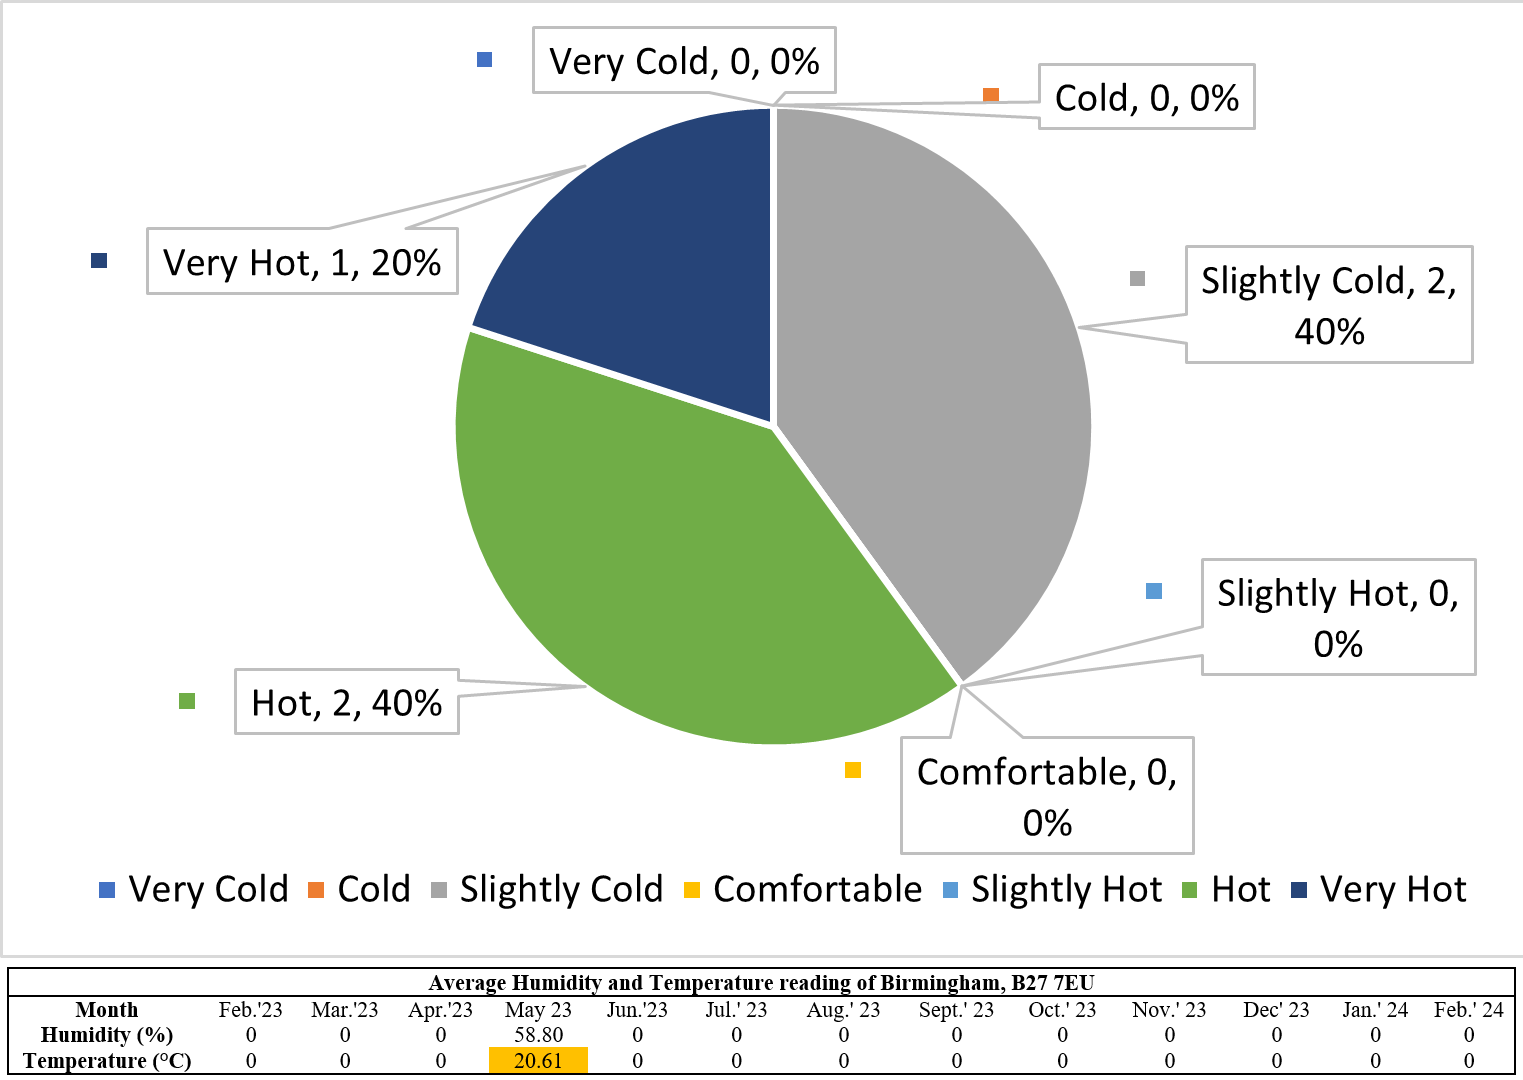 Very Cold, 0, 0%
Cold, 0, 0%
Very Hot, 1, 20%
Slightly Cold, 2,
40%
Slightly Hot, 0,
0%
Hot, 2, 40%
Comfortable, 0,
0%
Very Cold Cold Slightly Cold Comfortable Slightly Hot Hot Very Hot
Average Humidity and Temperature reading of Birmingham, B27 7EU
Month Feb.'23 Mar.'23 Apr.'23 May 23 Jun.'23 Jul.' 23 Aug.' 23 Sept.' 23 Oct.' 23 Nov.' 23 Dec' 23 Jan.' 24 Feb.' 24
Humidity (%) 0 0 0 58.80 0 0 0 0 0 0 0 0 0
Temperature (°C) 0 0 0 20.61 0 0 0 0 0 0 0 0 0